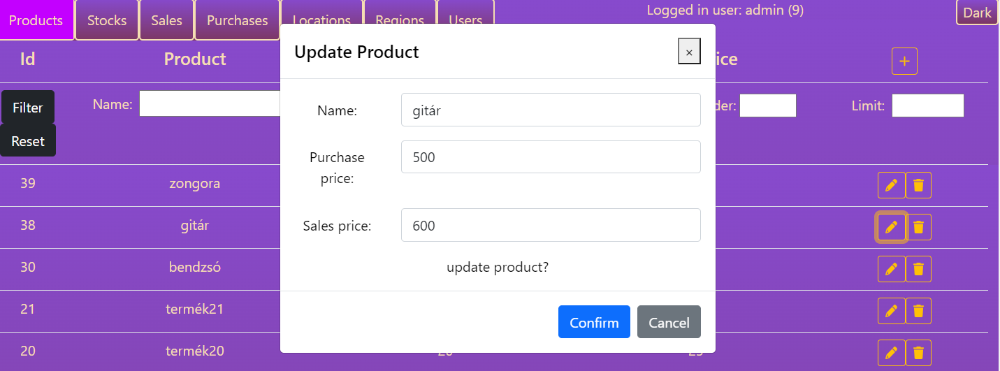 Products Stocks Sales Purchases Locations Regions Users Logged in user: admin (9) Dark
Id Product ice +
Update Product ×
Filter Name: der: Limit:
Reset
Name: gitár
Purchase price: 500
Sales price: 600
update product?
Confirm Cancel
39 zongora
38 gitár
30 bendzsó
21 termék21
20 termék20